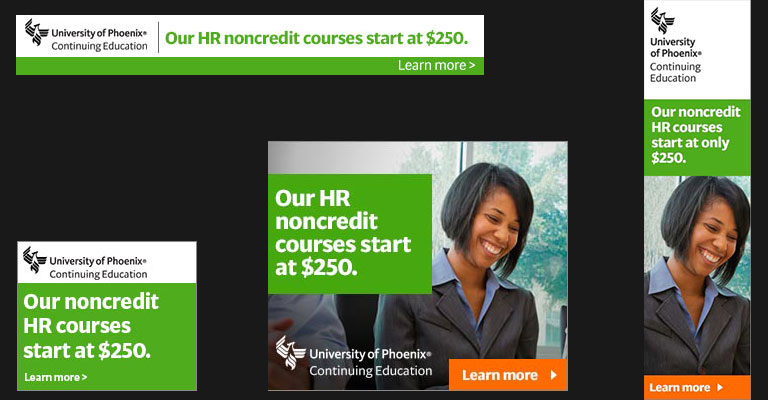 University of Phoenix®
Continuing Education
Our HR noncredit courses start at $250.
Learn more >
University
of Phoenix®
Continuing
Education
Our noncredit
HR courses
start at only
$250.
Learn more
Our HR
noncredit
courses start
at $250.
University of Phoenix®
Continuing Education
Learn more
University of Phoenix®
Continuing Education
Our noncredit
HR courses
start at $250.
Learn more >